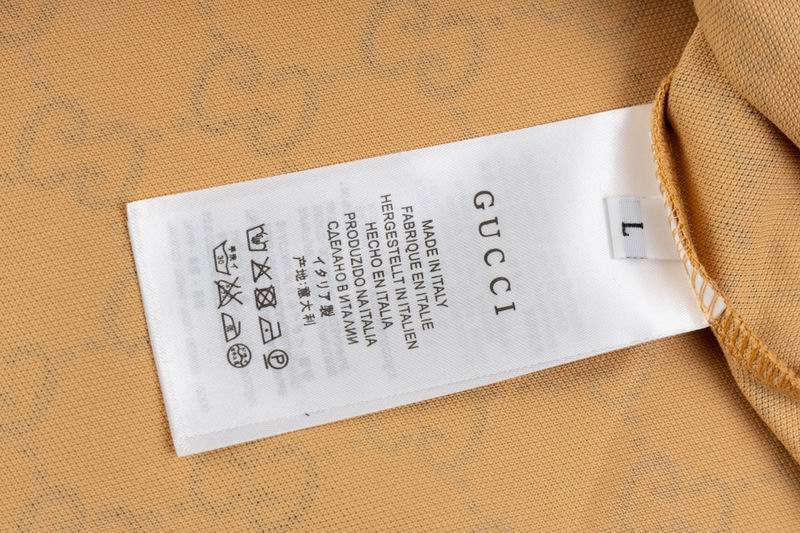 GUCCI
L
MADE IN ITALY
FABRIQUE EN ITALIE
HERGESTELLT IN ITALIEN
HECHO EN ITALIA
PRODUZIDO NA ITALIA
СДЕЛАНО В ИТАЛИИ
イタリア製
产地:意大利
P
30